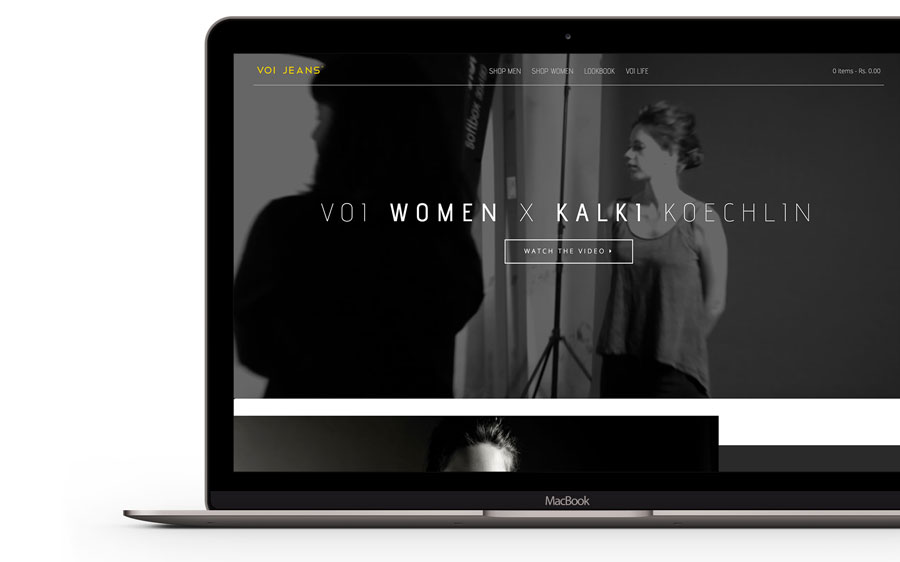 VOI JEANS
SHOP MEN SHOP WOMEN LOOKBOOK VOI LIFE
0 items - Rs. 0.00
VOI WOMEN X KALKI KOECHLIN
WATCH THE VIDEO
Softbox
MacBook